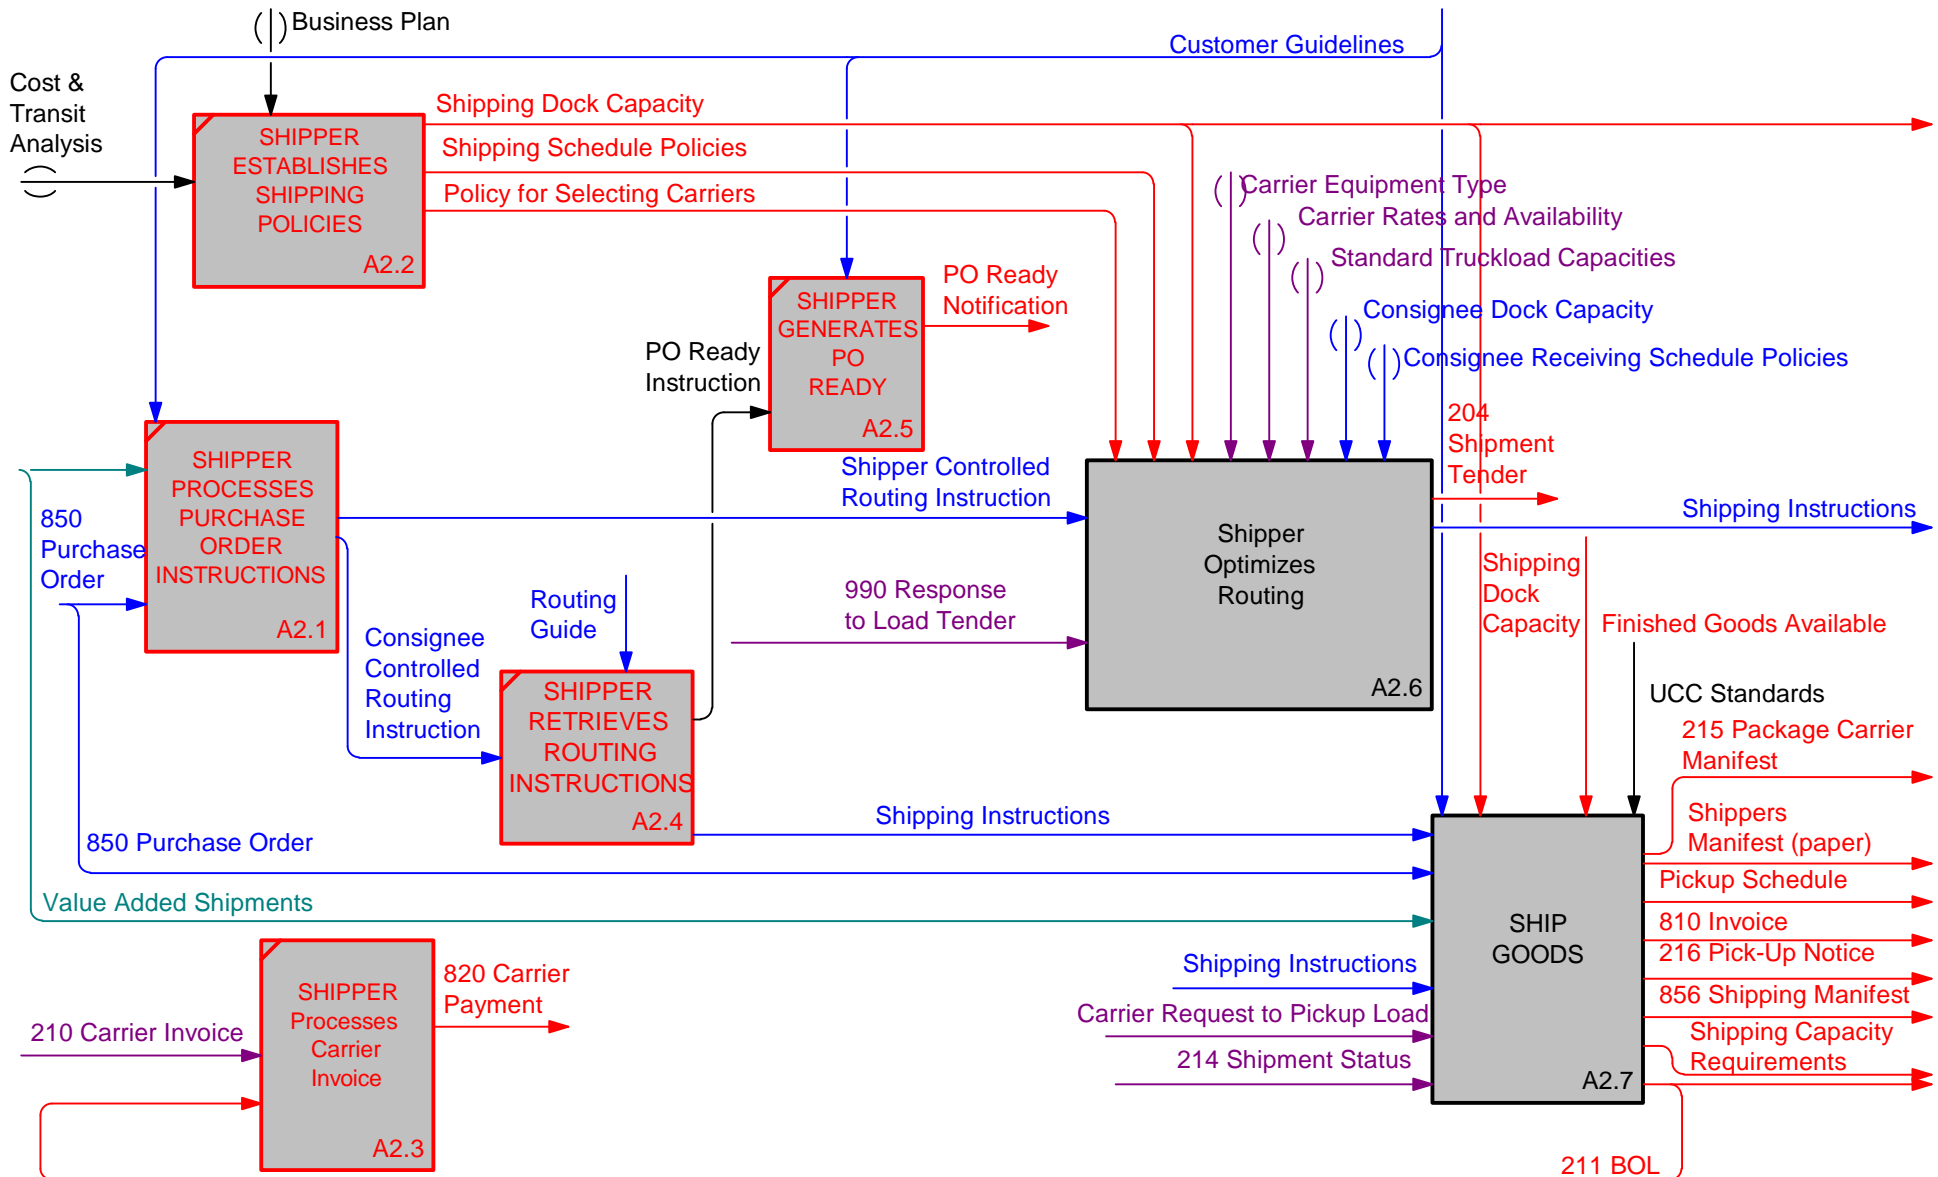 Business Plan
Customer Guidelines
Cost &
Transit
Analysis
Shipping Dock Capacity
SHIPPER
ESTABLISHES
SHIPPING
POLICIES
A2.2
Shipping Schedule Policies
Policy for Selecting Carriers
Carrier Equipment Type
Carrier Rates and Availability
Standard Truckload Capacities
Consignee Dock Capacity
Consignee Receiving Schedule Policies
SHIPPER
GENERATES
PO
READY
A2.5
PO Ready
Notification
PO Ready
Instruction
204
Shipment
Tender
SHIPPER
PROCESSES
PURCHASE
ORDER
INSTRUCTIONS
A2.1
850
Purchase
Order
Shipper Controlled
Routing Instruction
Shipper
Optimizes
Routing
A2.6
Shipping Instructions
990 Response
to Load Tender
Routing
Guide
Shipping
Dock
Capacity
Finished Goods Available
UCC Standards
Consignee
Controlled
Routing
Instruction
SHIPPER
RETRIEVES
ROUTING
INSTRUCTIONS
A2.4
215 Package Carrier
Manifest
Shippers
Manifest (paper)
Shipping Instructions
850 Purchase Order
Pickup Schedule
Value Added Shipments
810 Invoice
SHIP
GOODS
A2.7
216 Pick-Up Notice
Shipping Instructions
856 Shipping Manifest
Carrier Request to Pickup Load
Shipping Capacity
Requirements
214 Shipment Status
SHIPPER
Processes
Carrier
Invoice
A2.3
820 Carrier
Payment
210 Carrier Invoice
211 BOL